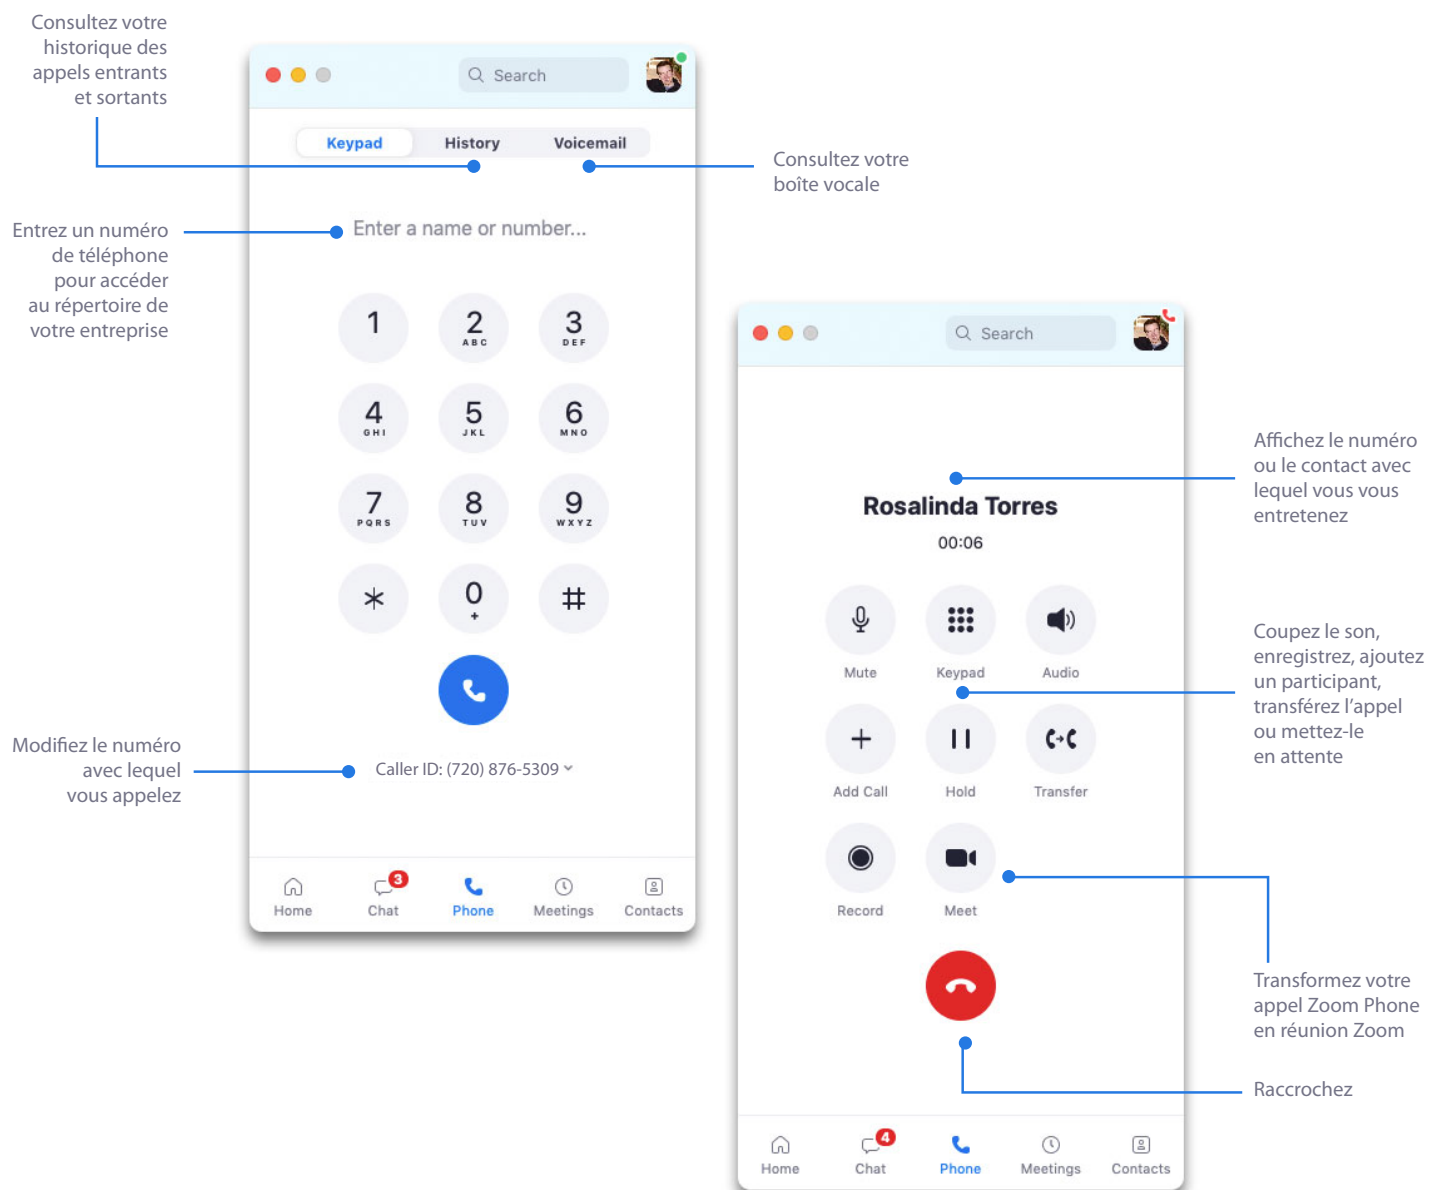 Consultez votre
historique des
appels entrants
et sortants
Search
Keypad History Voicemail
Consultez votre
boîte vocale
Entrez un numéro
de téléphone
pour accéder
au répertoire de
votre entreprise
Enter a name or number...
1 2 3
ABC DEF
4 5 6
GHI JKL MNO
7 8 9
PQRS TUV WXYZ
* 0 #
+
Modifiez le numéro
avec lequel
vous appelez
Caller ID: (720) 876-5309
3
Home Chat Phone Meetings Contacts
Search
Rosalinda Torres
00:06
Affichez le numéro
ou le contact avec
lequel vous vous
entretenez
Mute Keypad Audio
Coupez le son,
enregistrez, ajoutez
un participant,
transférez l’appel
ou mettez-le
en attente
Add Call Hold Transfer
Record Meet
Transformez votre
appel Zoom Phone
en réunion Zoom
Raccrochez
4
Home Chat Phone Meetings Contacts